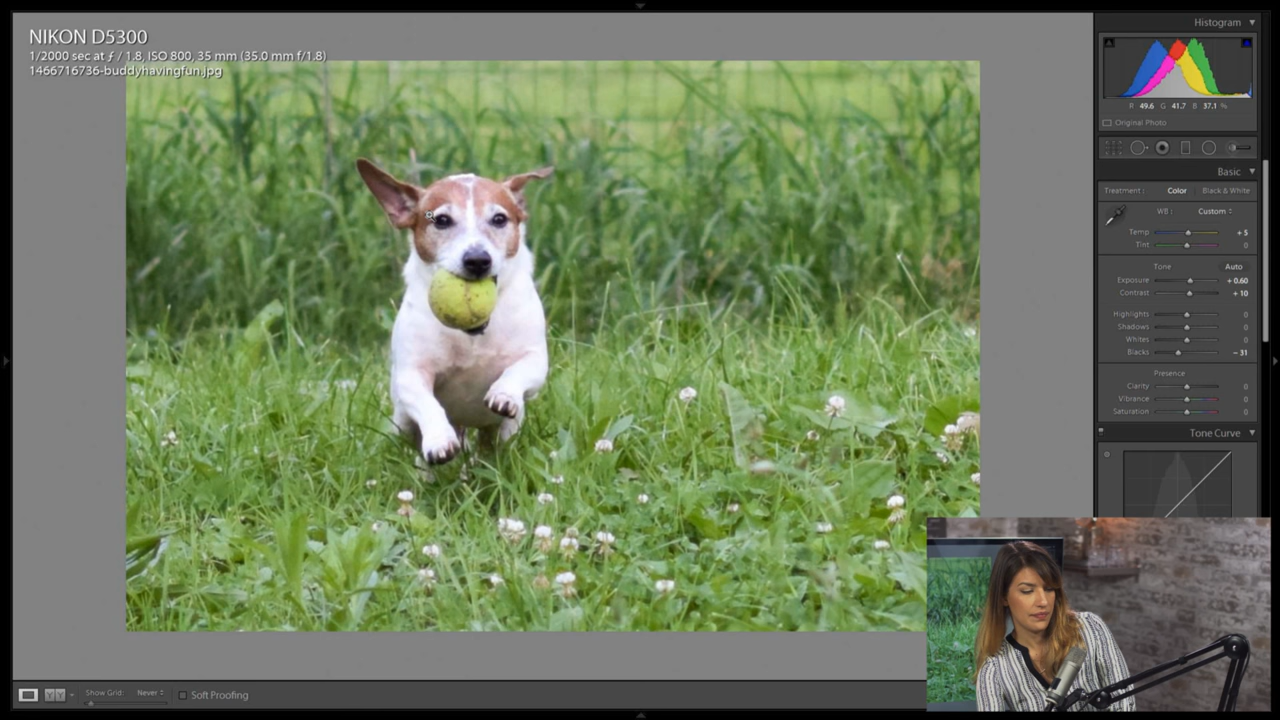 NIKON D5300
1/2000 sec at ƒ / 1.8, ISO 800, 35 mm (35.0 mm f/1.8)
1466716736-buddyhavingfun.jpg
Histogram
R 49.6 G 41.7 B 37.1 %
Original Photo
Basic
Treatment : Color Black & White
WB : Custom
Temp + 5
Tint 0
Tone Auto
Exposure + 0.60
Contrast + 10
Highlights 0
Shadows 0
Whites 0
Blacks − 31
Presence
Clarity 0
Vibrance 0
Saturation 0
Tone Curve
Show Grid: Never
Soft Proofing